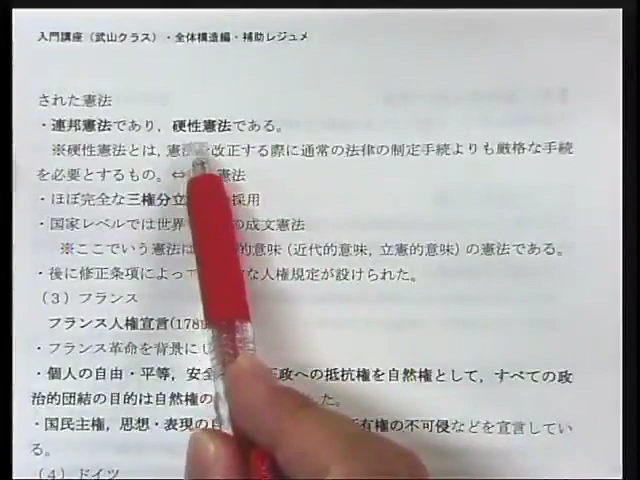 入門講座（武山クラス）・全体構造編・補助レジュメ
された憲法
・連邦憲法であり，硬性憲法である。
※硬性憲法とは，憲法 改正する際に通常の法律の制定手続よりも厳格な手続
を必要とするもの。⇔ 憲法
・ほぼ完全な三権分立 採用
・国家レベルでは世界 の成文憲法
※ここでいう憲法は 的意味（近代的意味，立憲的意味）の憲法である。
・後に修正条項によって な人権規定が設けられた。
（３）フランス
フランス人権宣言(178
・フランス革命を背景に
・個人の自由・平等，安全 政への抵抗権を自然権として，すべての政
治的団結の目的は自然権の た。
・国民主権，思想・表現の自 有権の不可侵などを宣言してい
る。
（４）ドイツ